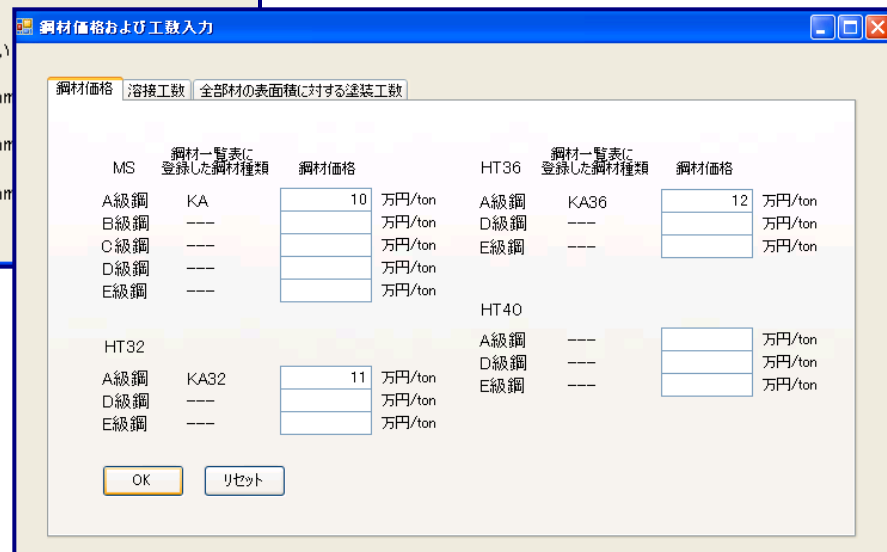 鋼材価格および工数入力
い
鋼材価格 溶接工数 全部材の表面積に対する塗装工数
MS 鋼材一覧表に 登録した鋼材種類 鋼材価格
A級鋼 KA 10 万円/ton
B級鋼 --- 万円/ton
C級鋼 --- 万円/ton
D級鋼 --- 万円/ton
E級鋼 --- 万円/ton
HT32
A級鋼 KA32 11 万円/ton
D級鋼 --- 万円/ton
E級鋼 --- 万円/ton
HT36 鋼材一覧表に 登録した鋼材種類 鋼材価格
A級鋼 KA36 12 万円/ton
D級鋼 --- 万円/ton
E級鋼 --- 万円/ton
HT40
A級鋼 --- 万円/ton
D級鋼 --- 万円/ton
E級鋼 --- 万円/ton
OK リセット